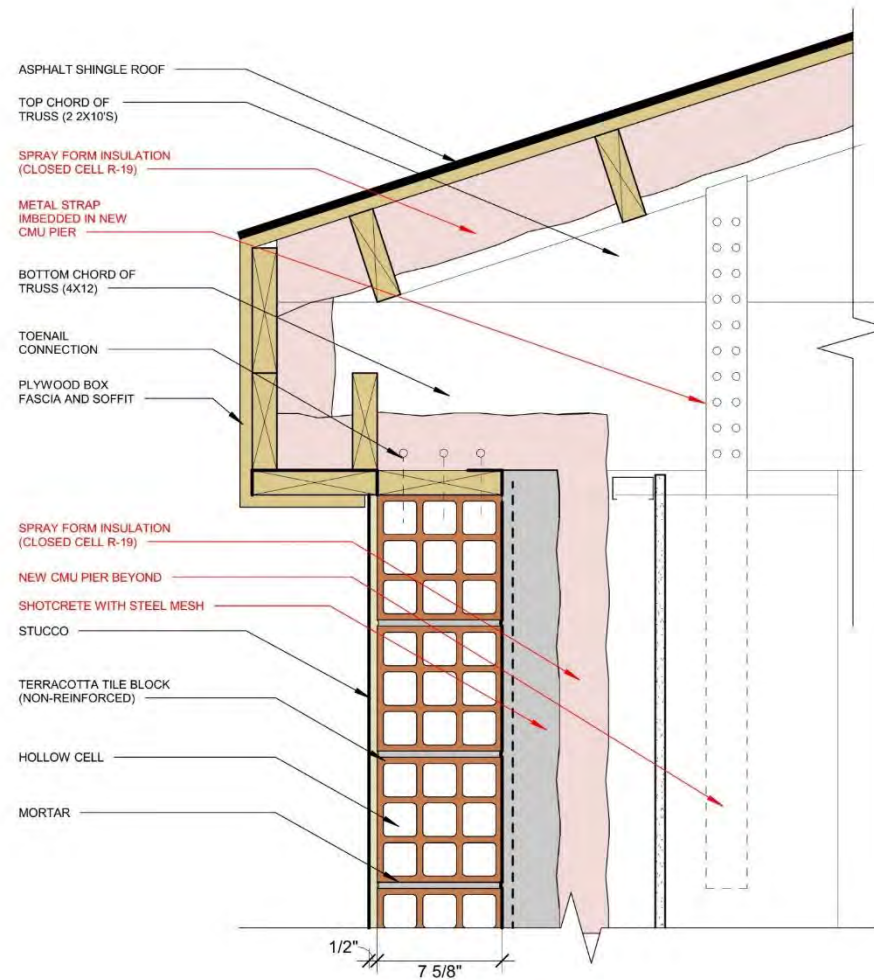 ASPHALT SHINGLE ROOF
TOP CHORD OF
TRUSS (2 2X10'S)
SPRAY FORM INSULATION
(CLOSED CELL R-19)
METAL STRAP
IMBEDDED IN NEW
CMU PIER
BOTTOM CHORD OF
TRUSS (4X12)
TOENAIL
CONNECTION
PLYWOOD BOX
FASCIA AND SOFFIT
SPRAY FORM INSULATION
(CLOSED CELL R-19)
NEW CMU PIER BEYOND
SHOTCRETE WITH STEEL MESH
STUCCO
TERRACOTTA TILE BLOCK
(NON-REINFORCED)
HOLLOW CELL
MORTAR
1/2"
7 5/8"